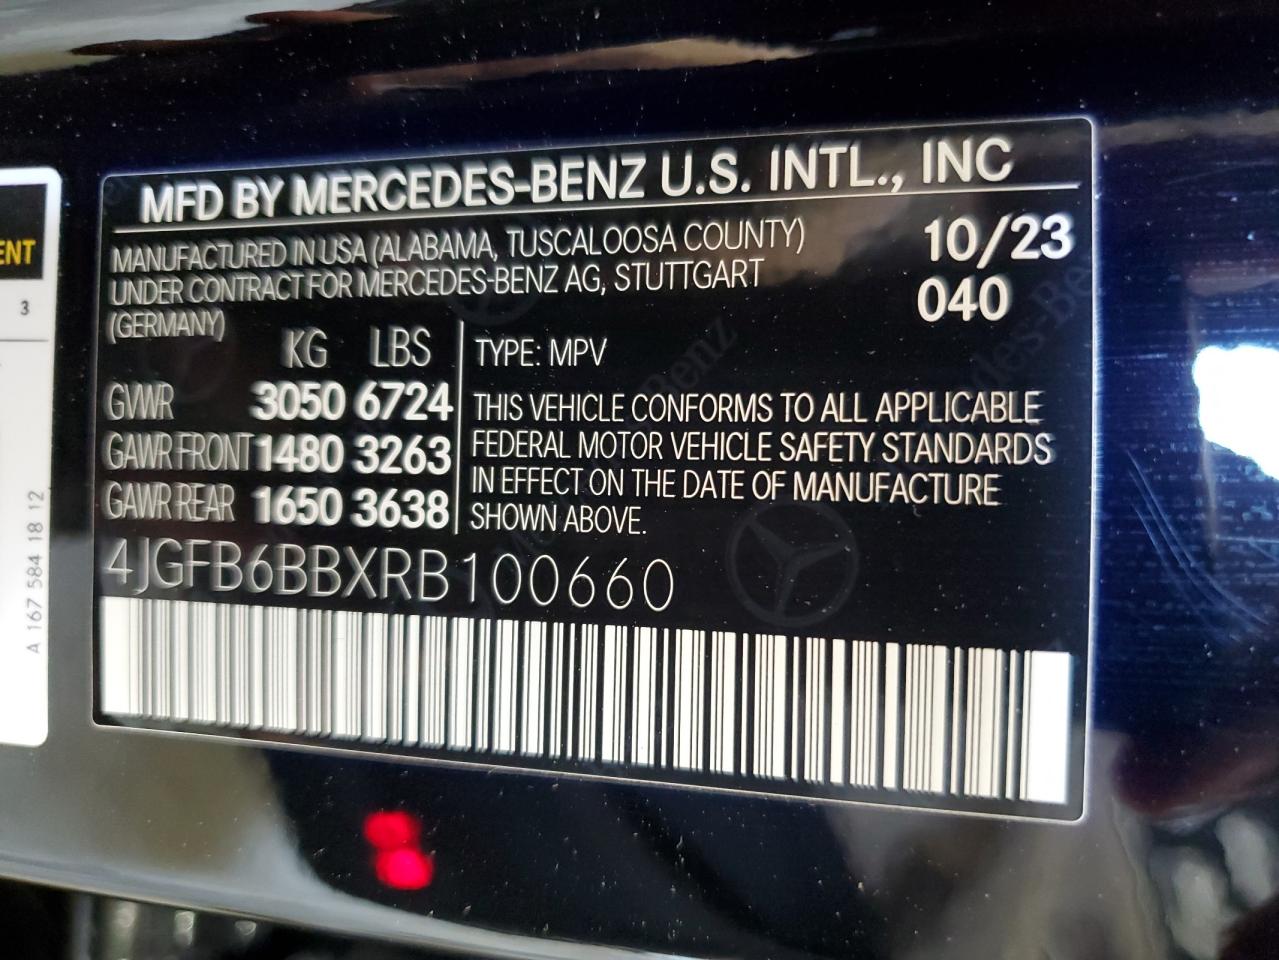 MFD BY MERCEDES-BENZ U.S. INTL., INC
MANUFACTURED IN USA (ALABAMA, TUSCALOOSA COUNTY)
UNDER CONTRACT FOR MERCEDES-BENZ AG, STUTTGART
(GERMANY)
10/23
040
KG LBS
GVWR 3050 6724
GAWR FRONT 1480 3263
GAWR REAR 1650 3638
TYPE: MPV
THIS VEHICLE CONFORMS TO ALL APPLICABLE
FEDERAL MOTOR VEHICLE SAFETY STANDARDS
IN EFFECT ON THE DATE OF MANUFACTURE
SHOWN ABOVE.
4JGFB6BBXRB100660
ENT
3
A 167 584 18 12